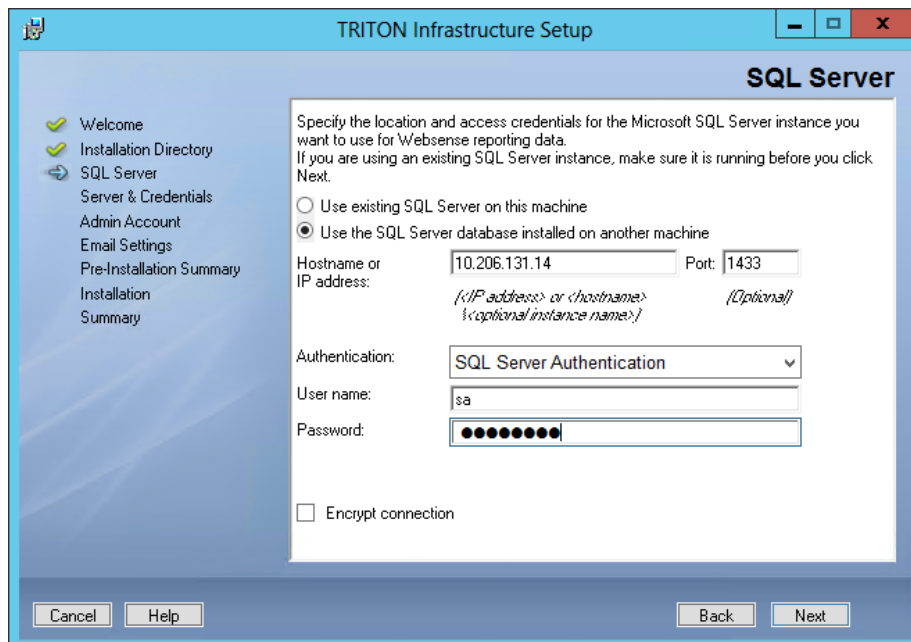 TRITON Infrastructure Setup
SQL Server
Welcome
Installation Directory
SQL Server
Server & Credentials
Admin Account
Email Settings
Pre-Installation Summary
Installation
Summary
Specify the location and access credentials for the Microsoft SQL Server instance you
want to use for Websense reporting data.
If you are using an existing SQL Server instance, make sure it is running before you click
Next.
Use existing SQL Server on this machine
Use the SQL Server database installed on another machine
Hostname or
IP address:
10.206.131.14
Port: 1433
(<IP address> or <hostname>
\<optional instance name>)
(Optional)
Authentication:
SQL Server Authentication
User name:
sa
Password:
●●●●●●●●
Encrypt connection
Cancel
Help
Back
Next